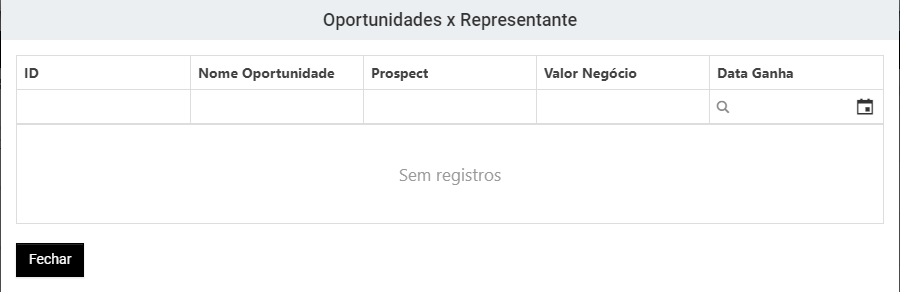 Oportunidades x Representante
ID Nome Oportunidade Prospect Valor Negócio Data Ganha
Sem registros
Fechar